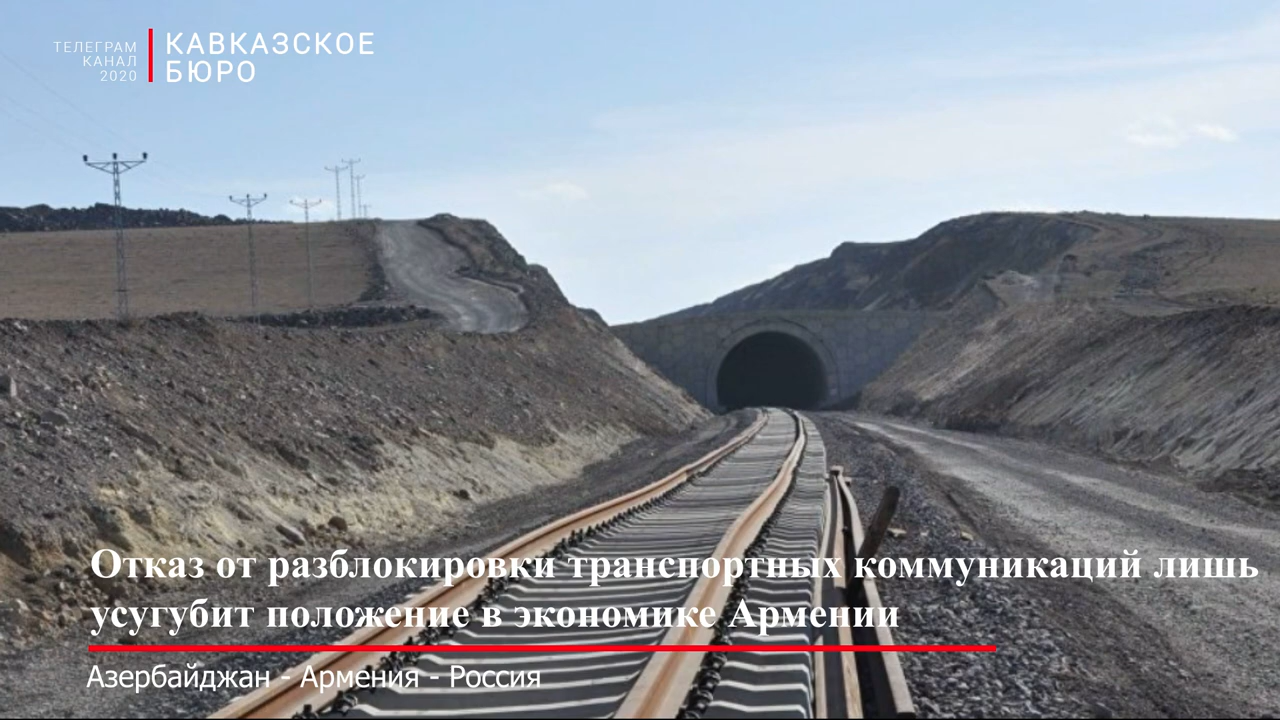 ТЕЛЕГРАМ
КАНАЛ
2020
КАВКАЗСКОЕ
БЮРО
Отказ от разблокировки транспортных коммуникаций лишь
усугубит положение в экономике Армении
Азербайджан - Армения - Россия